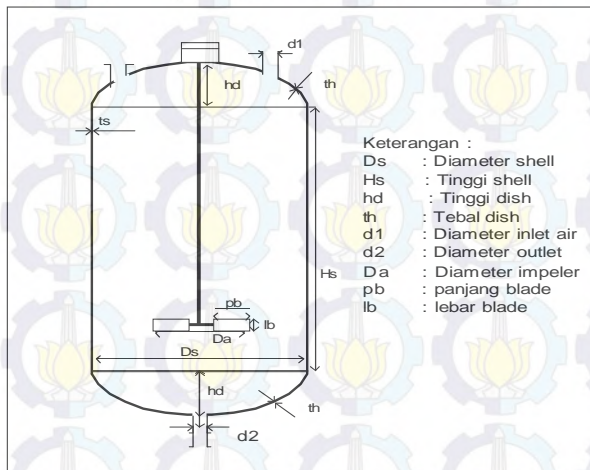 d1
hd
th
ts
Keterangan :
Ds : Diameter shell
Hs : Tinggi shell
hd : Tinggi dish
th : Tebal dish
d1 : Diameter inlet air
d2 : Diameter outlet
Da : Diameter impeler
pb : panjang blade
lb : lebar blade
Hs
pb
lb
Da
Ds
hd
th
d2